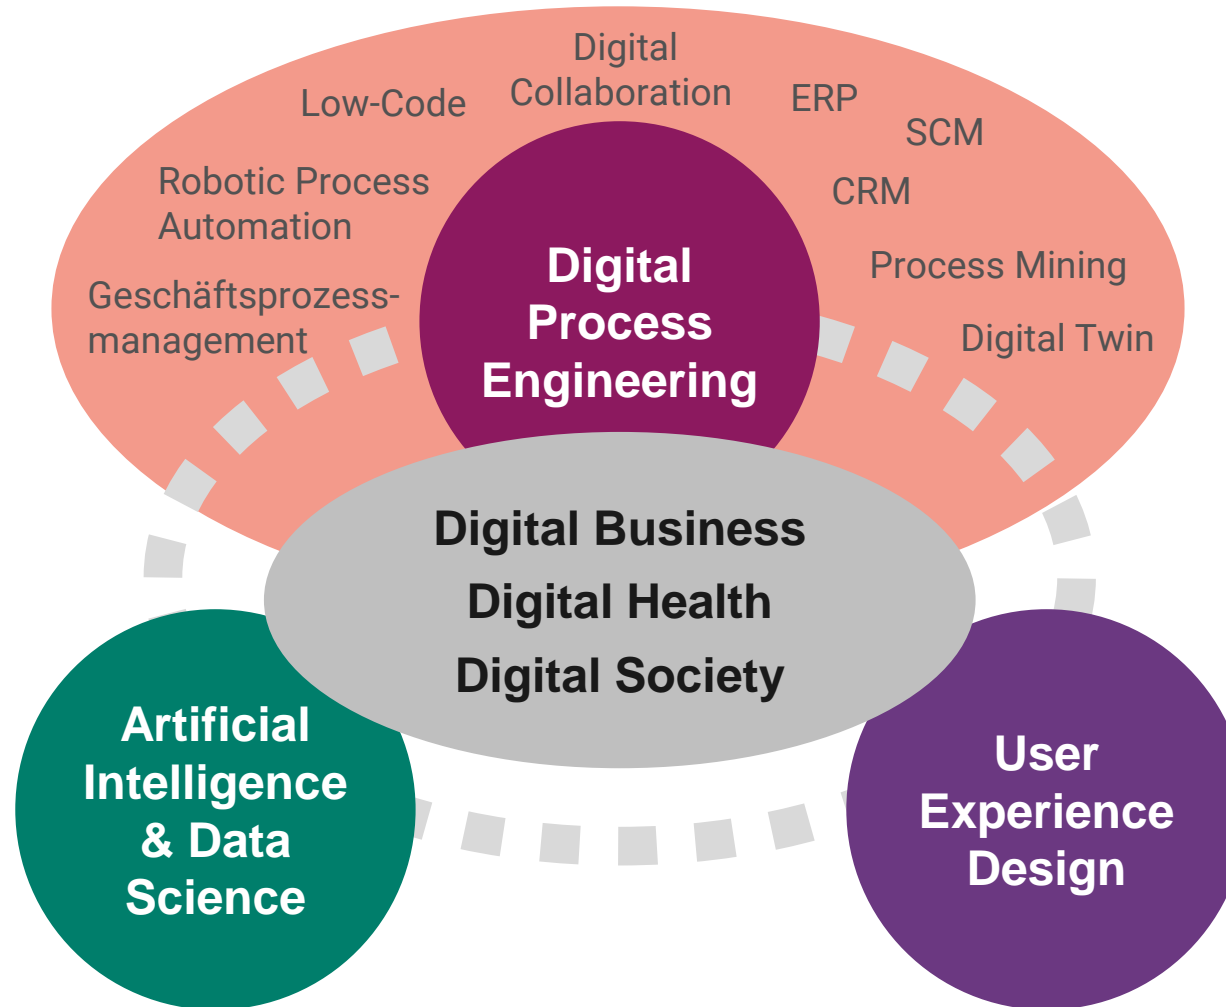 Digital
Collaboration
Low-Code
ERP
SCM
Robotic Process
Automation
CRM
Geschäftsprozess-
management
Process Mining
Digital Twin
Digital
Process
Engineering
Digital Business
Digital Health
Digital Society
Artificial
Intelligence
& Data
Science
User
Experience
Design